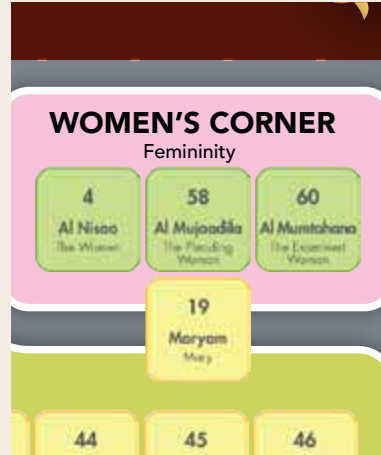 WOMEN'S CORNER
Femininity
4
Al Nisaa
The Women
58
Al Mujaadila
The Pleading
Woman
60
Al Mumtahana
The Examined
Woman
19
Maryam
Mary
44
45
46